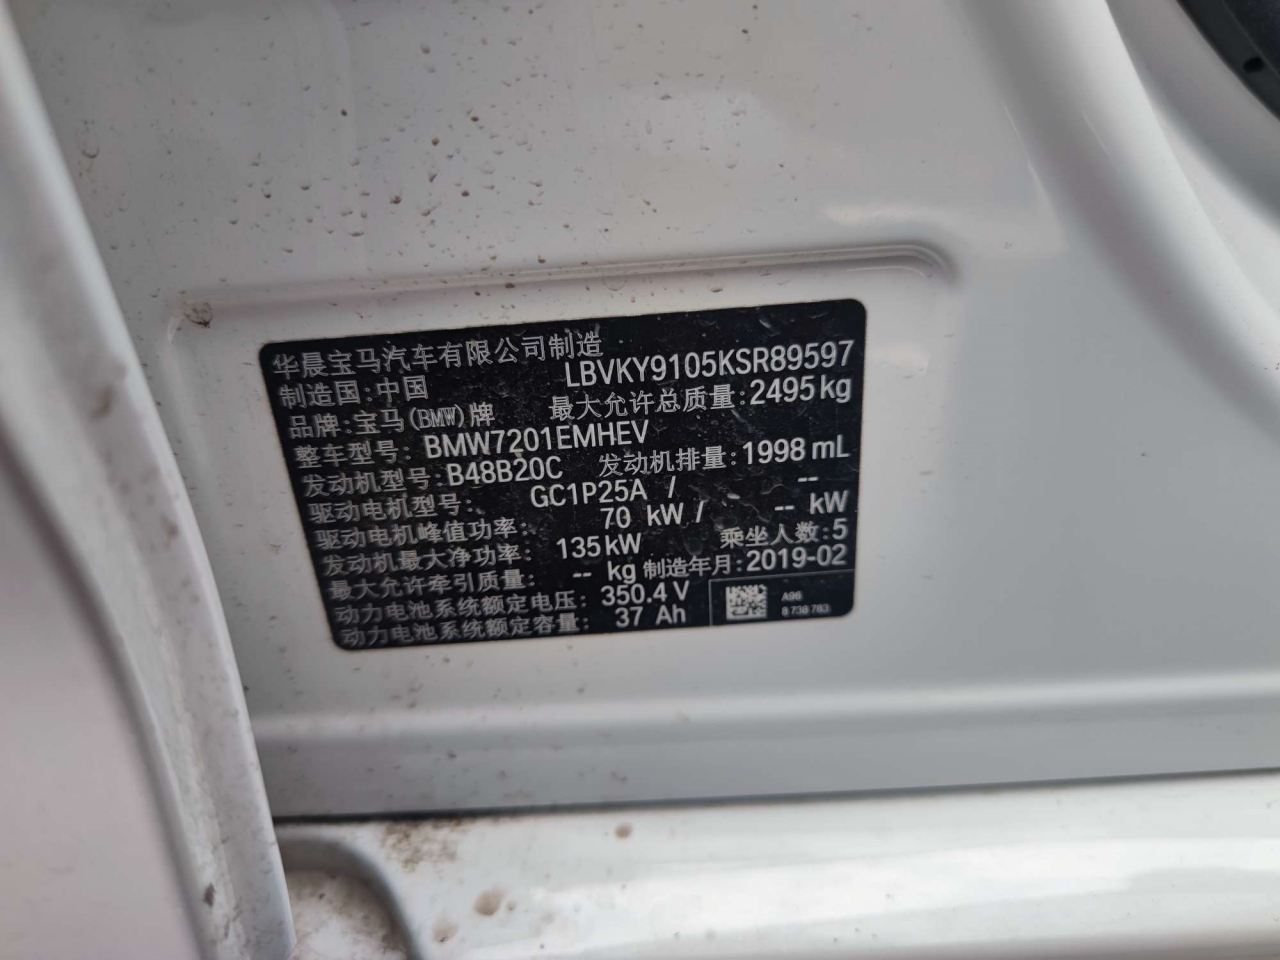 华晨宝马汽车有限公司制造
制造国:中国 LBVKY9105KSR89597
品牌:宝马(BMW)牌 最大允许总质量:2495kg
整车型号: BMW7201EMHEV
发动机型号: B48B20C 发动机排量:1998 mL
驱动电机型号: GC1P25A / --
驱动电机峰值功率: 70 kW / -- kW
发动机最大净功率: 135kW 乘坐人数:5
最大允许牵引质量: -- kg 制造年月:2019-02
动力电池系统额定电压: 350.4 V
动力电池系统额定容量: 37 Ah
A96
8 738 783